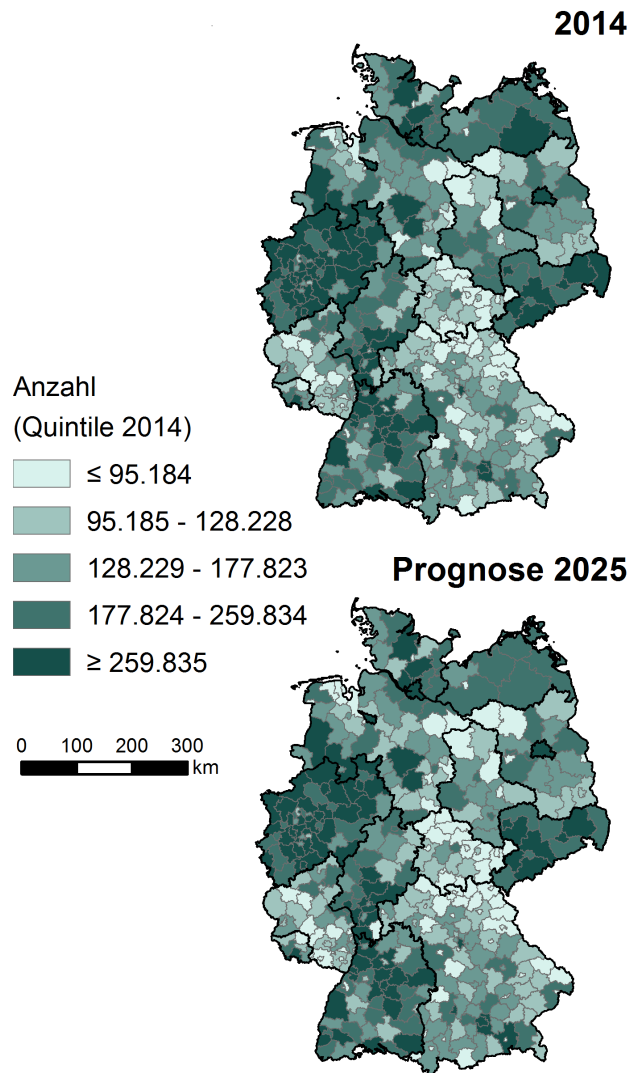 2014
Anzahl
(Quintile 2014)
≤ 95.184
95.185 - 128.228
128.229 - 177.823
177.824 - 259.834
≥ 259.835
Prognose 2025
0 100 200 300
km